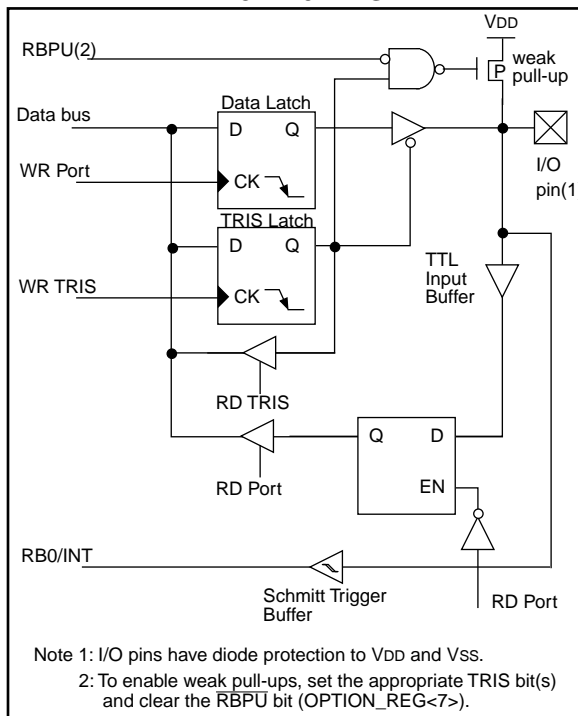 VDD
RBPU(2)
weak
pull-up
P
Data Latch
Data bus
D Q
I/O
pin(1
WR Port
CK
TRIS Latch
D Q
TTL
Input
Buffer
WR TRIS
CK
RD TRIS
Q D
RD Port
EN
RB0/INT
Schmitt Trigger
Buffer
RD Port
Note 1: I/O pins have diode protection to VDD and VSS.
2: To enable weak pull-ups, set the appropriate TRIS bit(s)
and clear the RBPU bit (OPTION_REG<7>).